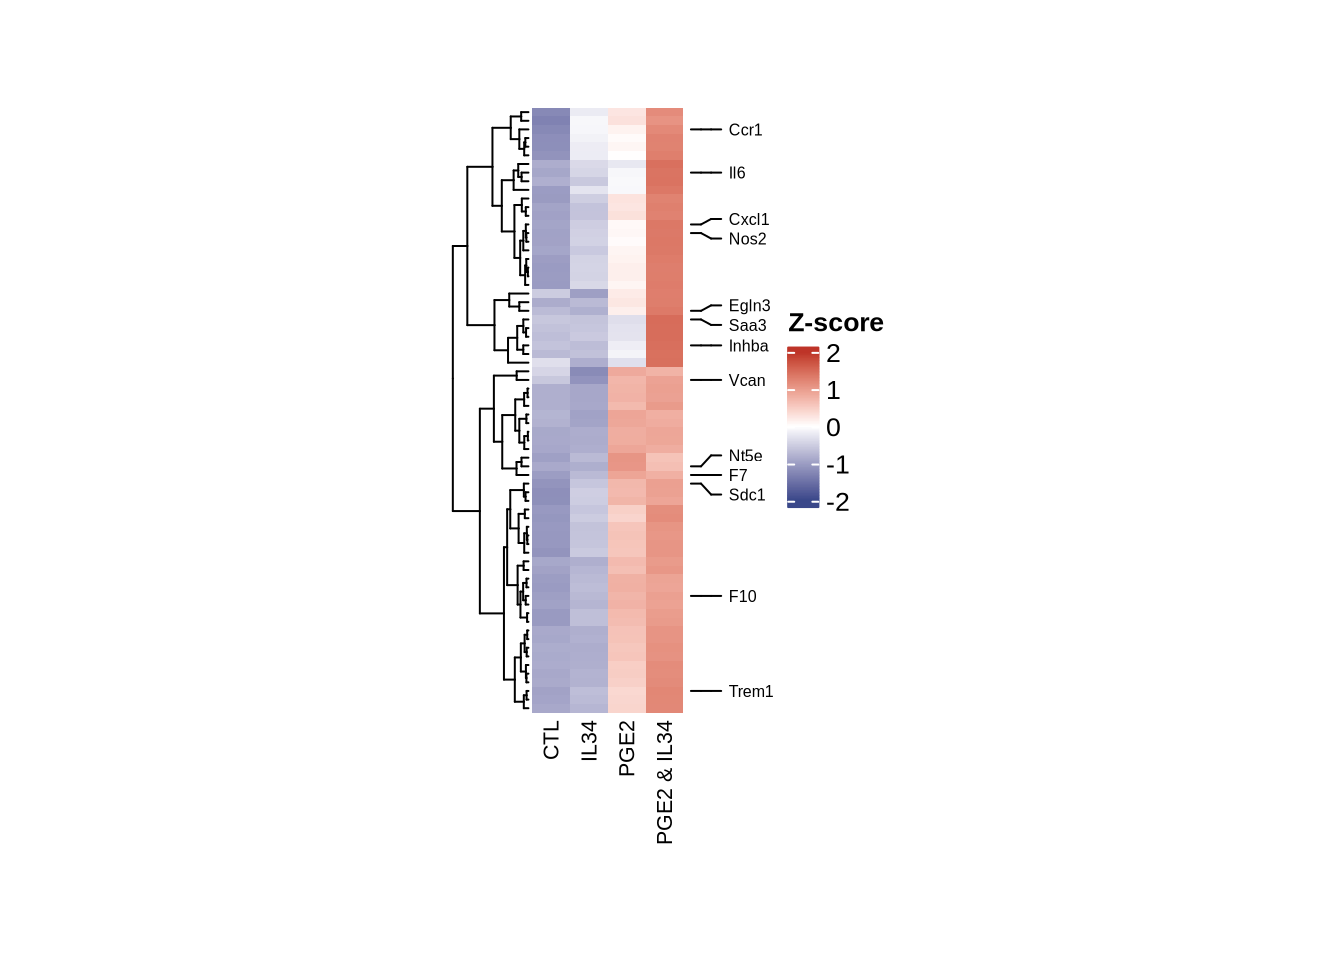 Ccr1
Il6
Cxcl1
Nos2
Egln3
Saa3
Inhba
Vcan
Nt5e
F7
Sdc1
F10
Trem1
Z-score
2
1
0
-1
-2
CTL
IL34
PGE2
PGE2 & IL34